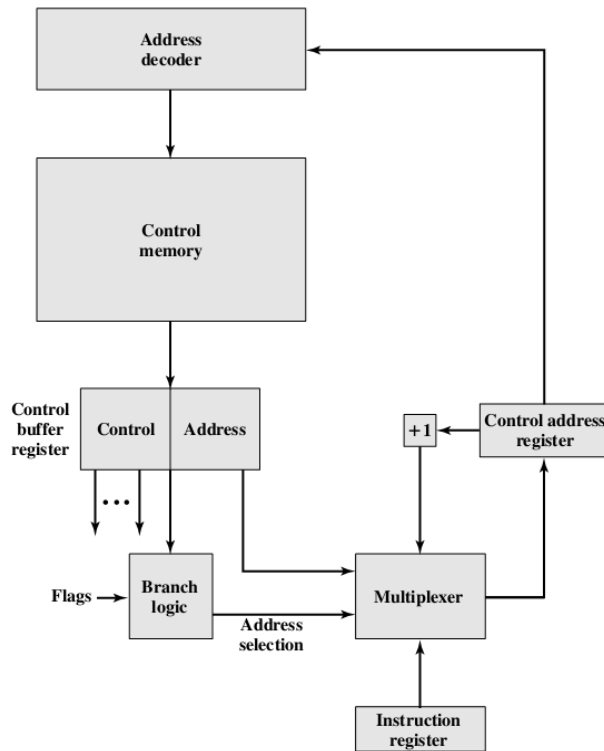 Address
decoder
Control
memory
Control
buffer
register
Control
Address
+1
Control address
register
Flags
Branch
logic
Address
selection
Multiplexer
Instruction
register